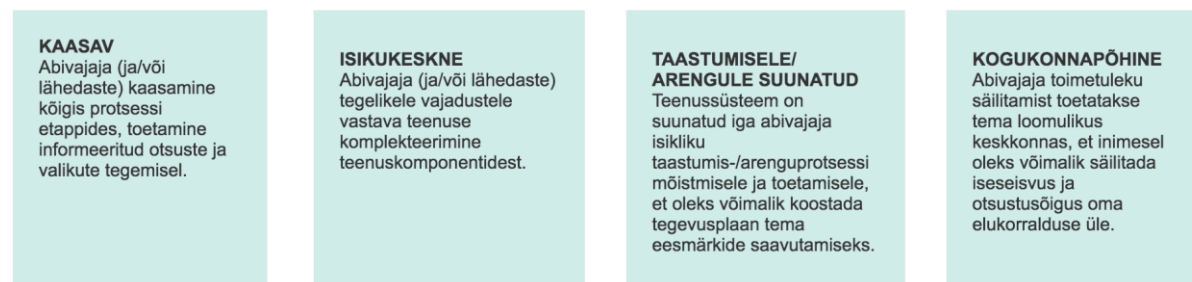 KAASAV
Abivajaja (ja/või
lähedaste) kaasamine
kõigis protsessi
etappides, toetamine
informeeritud otsuste ja
valikute tegemisel.
ISIKUKESKNE
Abivajaja (ja/või lähedaste)
tegelikele vajadustele
vastava teenuse
komplekteerimine
teenuskomponentidest.
TAASTUMISELE/
ARENGULE SUUNATUD
Teenussüsteem on
suunatud iga abivajaja
isikliku
taastumis-/arenguprotsessi
mõistmisele ja toetamisele,
et oleks võimalik koostada
tegevusplaan tema
eesmärkide saavutamiseks.
KOGUKONNAPÕHINE
Abivajaja toimetuleku
säilitamist toetatakse
tema loomulikus
keskkonnas, et inimesel
oleks võimalik säilitada
iseseisvus ja
otsustusõigus oma
elukorralduse üle.